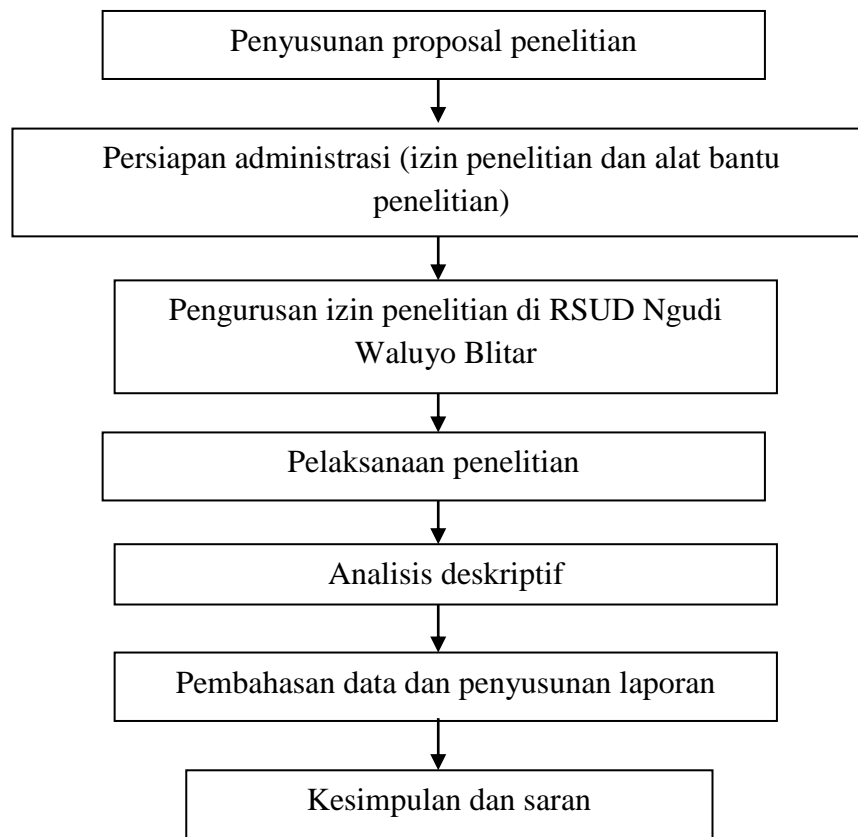 Penyusunan proposal penelitian
Persiapan administrasi (izin penelitian dan alat bantu
penelitian)
Pengurusan izin penelitian di RSUD Ngudi
Waluyo Blitar
Pelaksanaan penelitian
Analisis deskriptif
Pembahasan data dan penyusunan laporan
Kesimpulan dan saran